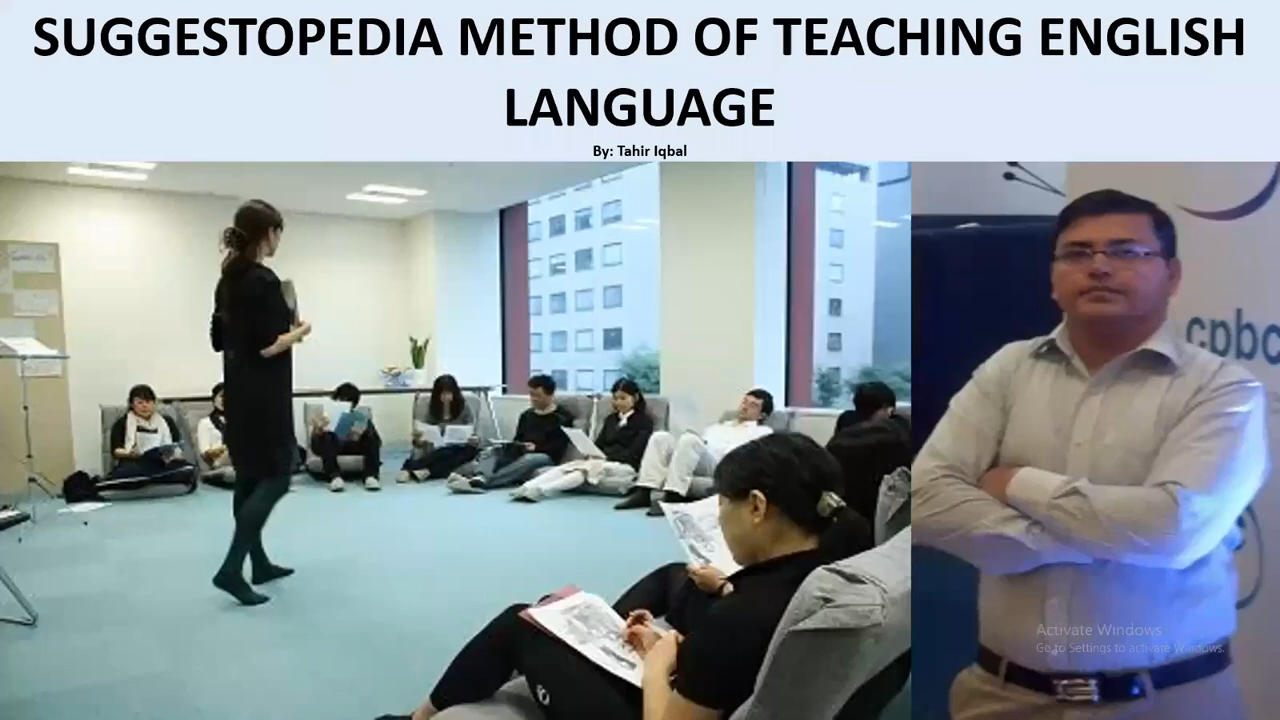 SUGGESTOPEDIA METHOD OF TEACHING ENGLISH
LANGUAGE
By: Tahir Iqbal
cpbc
Activate Windows
Go to Settings to activate Windows.